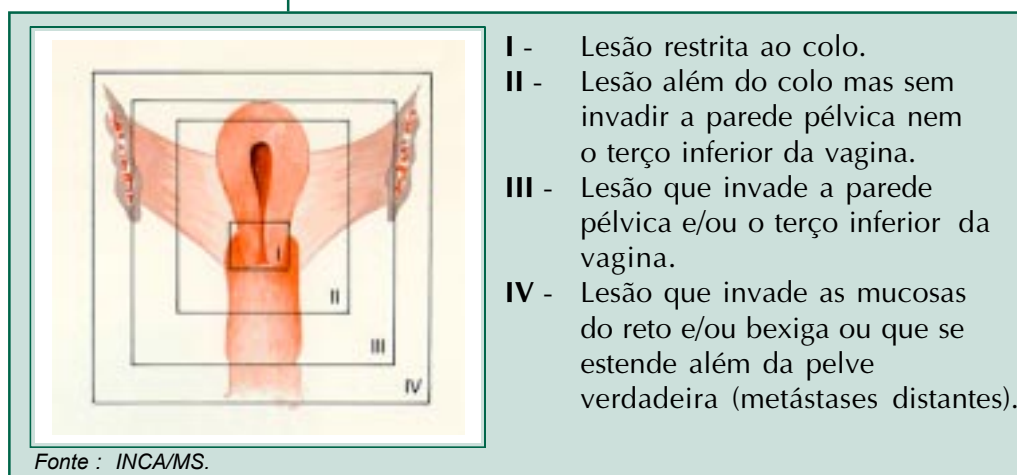 I
II
III
IV
I - Lesão restrita ao colo.
II - Lesão além do colo mas sem
invadir a parede pélvica nem
o terço inferior da vagina.
III - Lesão que invade a parede
pélvica e/ou o terço inferior da
vagina.
IV - Lesão que invade as mucosas
do reto e/ou bexiga ou que se
estende além da pelve
verdadeira (metástases distantes).
Fonte : INCA/MS.